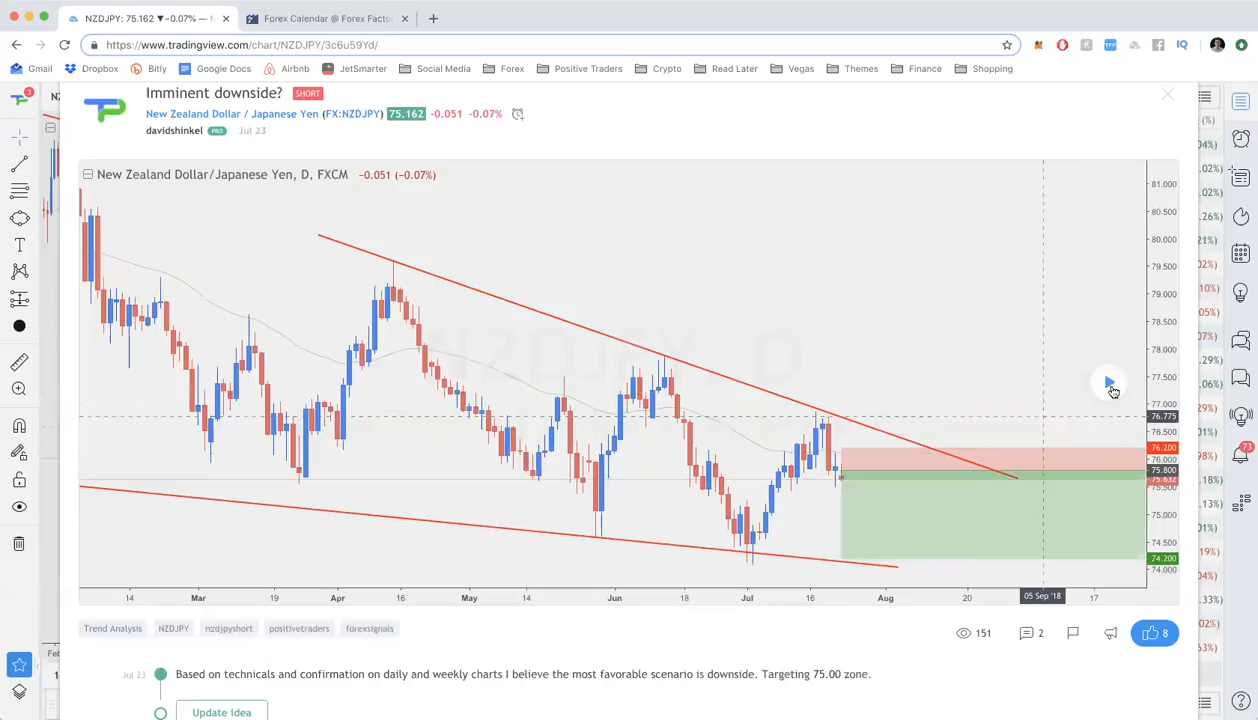 NZDJPY: 75.162 ▼−0.07% —
Forex Calendar @ Forex Facto
https://www.tradingview.com/chart/NZDJPY/3c6u59Yd/
Gmail Dropbox Bitly Google Docs Airbnb JetSmarter Social Media Forex Positive Traders Crypto Read Later Vegas Themes Finance Shopping
Imminent downside? SHORT
New Zealand Dollar / Japanese Yen (FX:NZDJPY) 75.162 -0.051 -0.07%
davidshinkel PRO Jul 23
New Zealand Dollar/Japanese Yen, D, FXCM −0.051 (−0.07%)
NZDJPY, D
81.000
80.500
80.000
79.500
79.000
78.500
78.000
77.500
77.000
76.775
76.500
76.200
76.000
75.800
75.632
75.500
75.000
74.500
74.200
74.000
14 Mar 19 Apr 16 May 14 Jun 18 Jul 16 Aug 20 05 Sep '18 17
Trend Analysis NZDJPY nzdjpyshort positivetraders forexsignals
151 2 8
Jul 23 Based on technicals and confirmation on daily and weekly charts I believe the most favorable scenario is downside. Targeting 75.00 zone.
Update idea
3
NZ
Feb
73